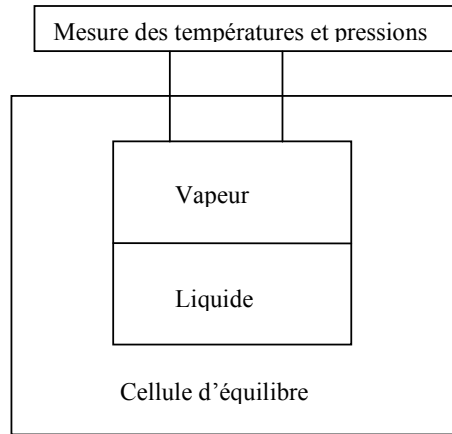 Mesure des températures et pressions
Vapeur
Liquide
Cellule d’équilibre